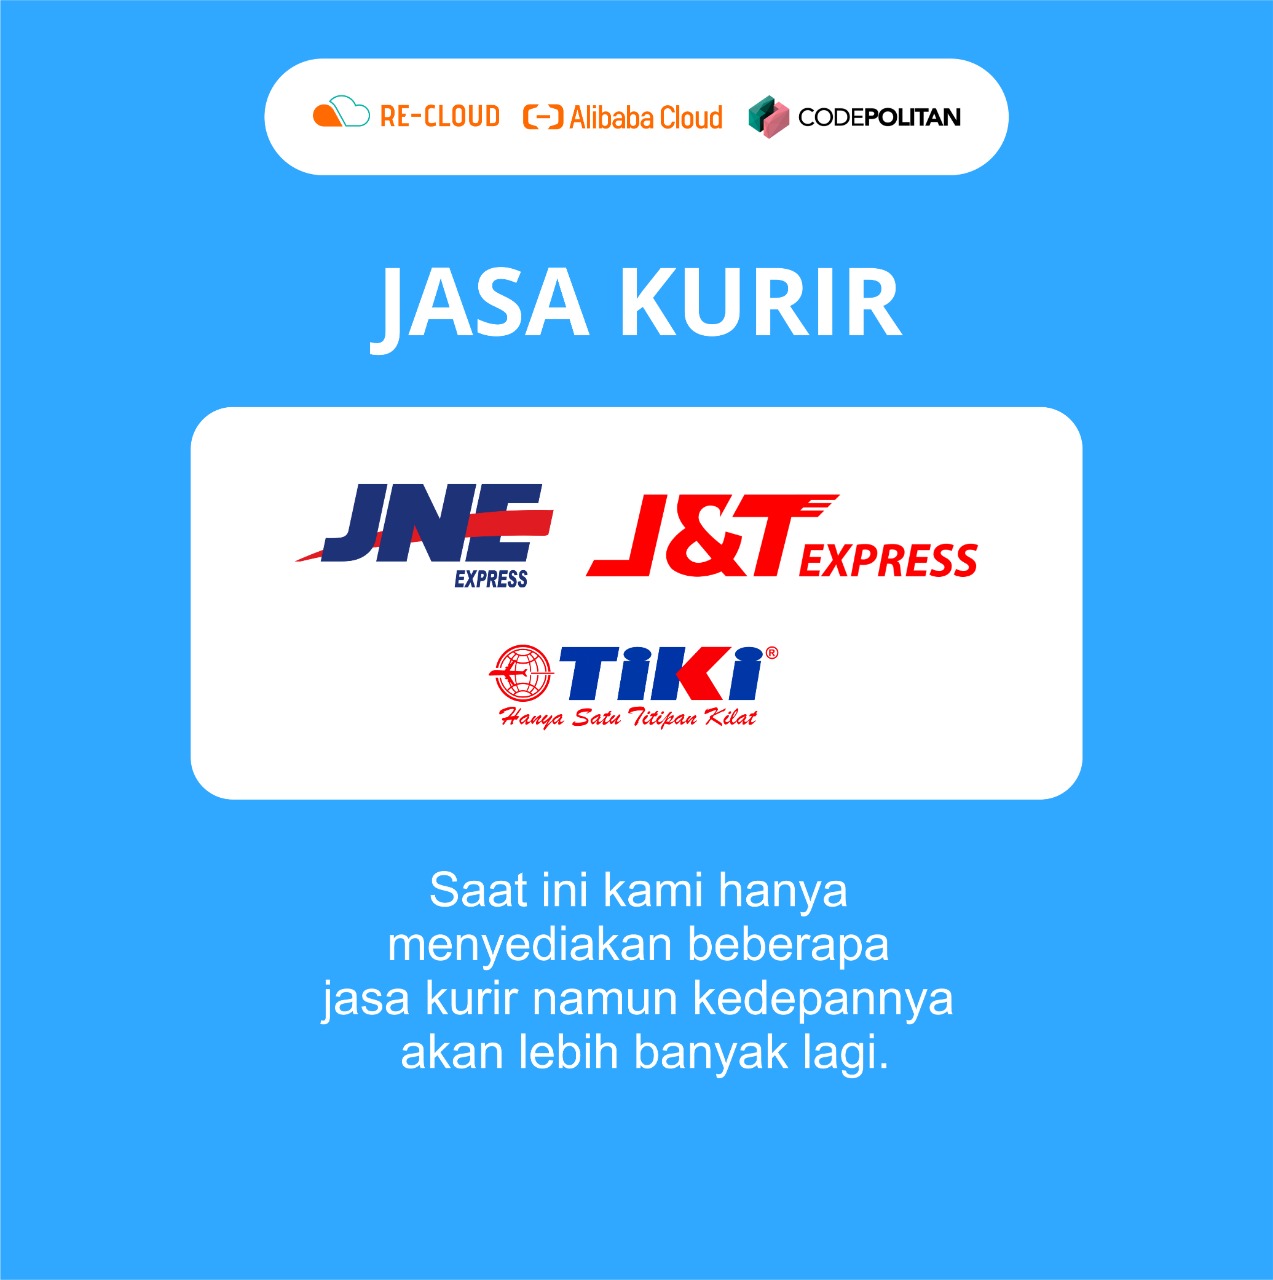 RE-CLOUD Alibaba Cloud CODEPOLITAN
JASA KURIR
JNE J&T EXPRESS
EXPRESS
TiKi ®
Hanya Satu Titipan Kilat
Saat ini kami hanya
menyediakan beberapa
jasa kurir namun kedepannya
akan lebih banyak lagi.